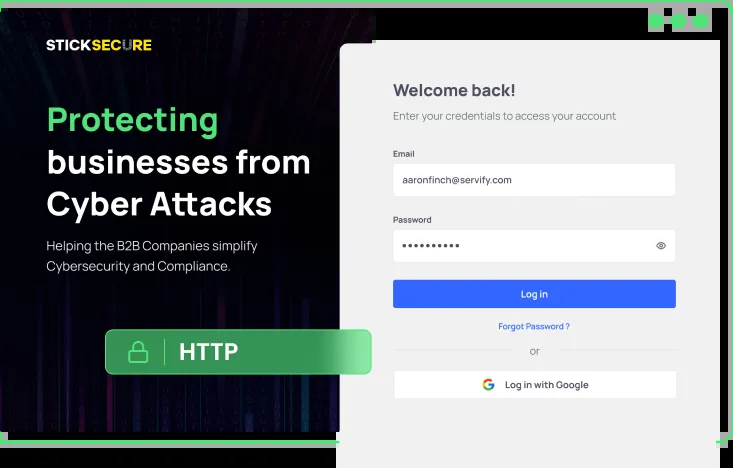 STICKSECURE
Protecting
businesses from
Cyber Attacks
Helping the B2B Companies simplify
Cybersecurity and Compliance.
HTTP
Welcome back!
Enter your credentials to access your account
Email
aaronfinch@servify.com
Password
••••••••••
Log in
Forgot Password ?
or
Log in with Google